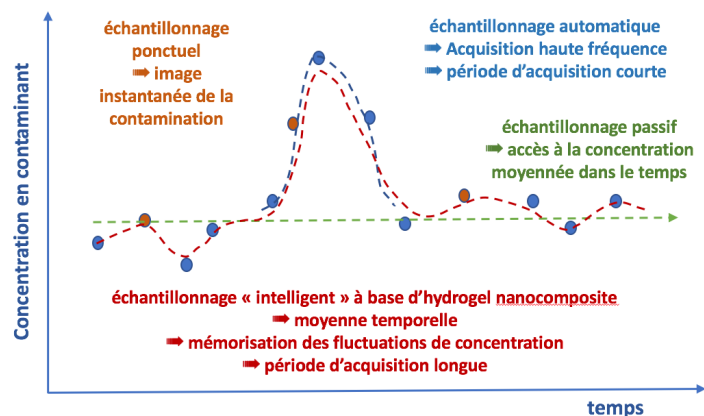 échantillonnage
ponctuel
➠ image
instantanée de la
contamination
échantillonnage automatique
➠ Acquisition haute fréquence
➠ période d’acquisition courte
échantillonnage passif
➠ accès à la concentration
moyennée dans le temps
Concentration en contaminant
échantillonnage « intelligent » à base d’hydrogel nanocomposite
➠ moyenne temporelle
➠ mémorisation des fluctuations de concentration
➠ période d’acquisition longue
temps